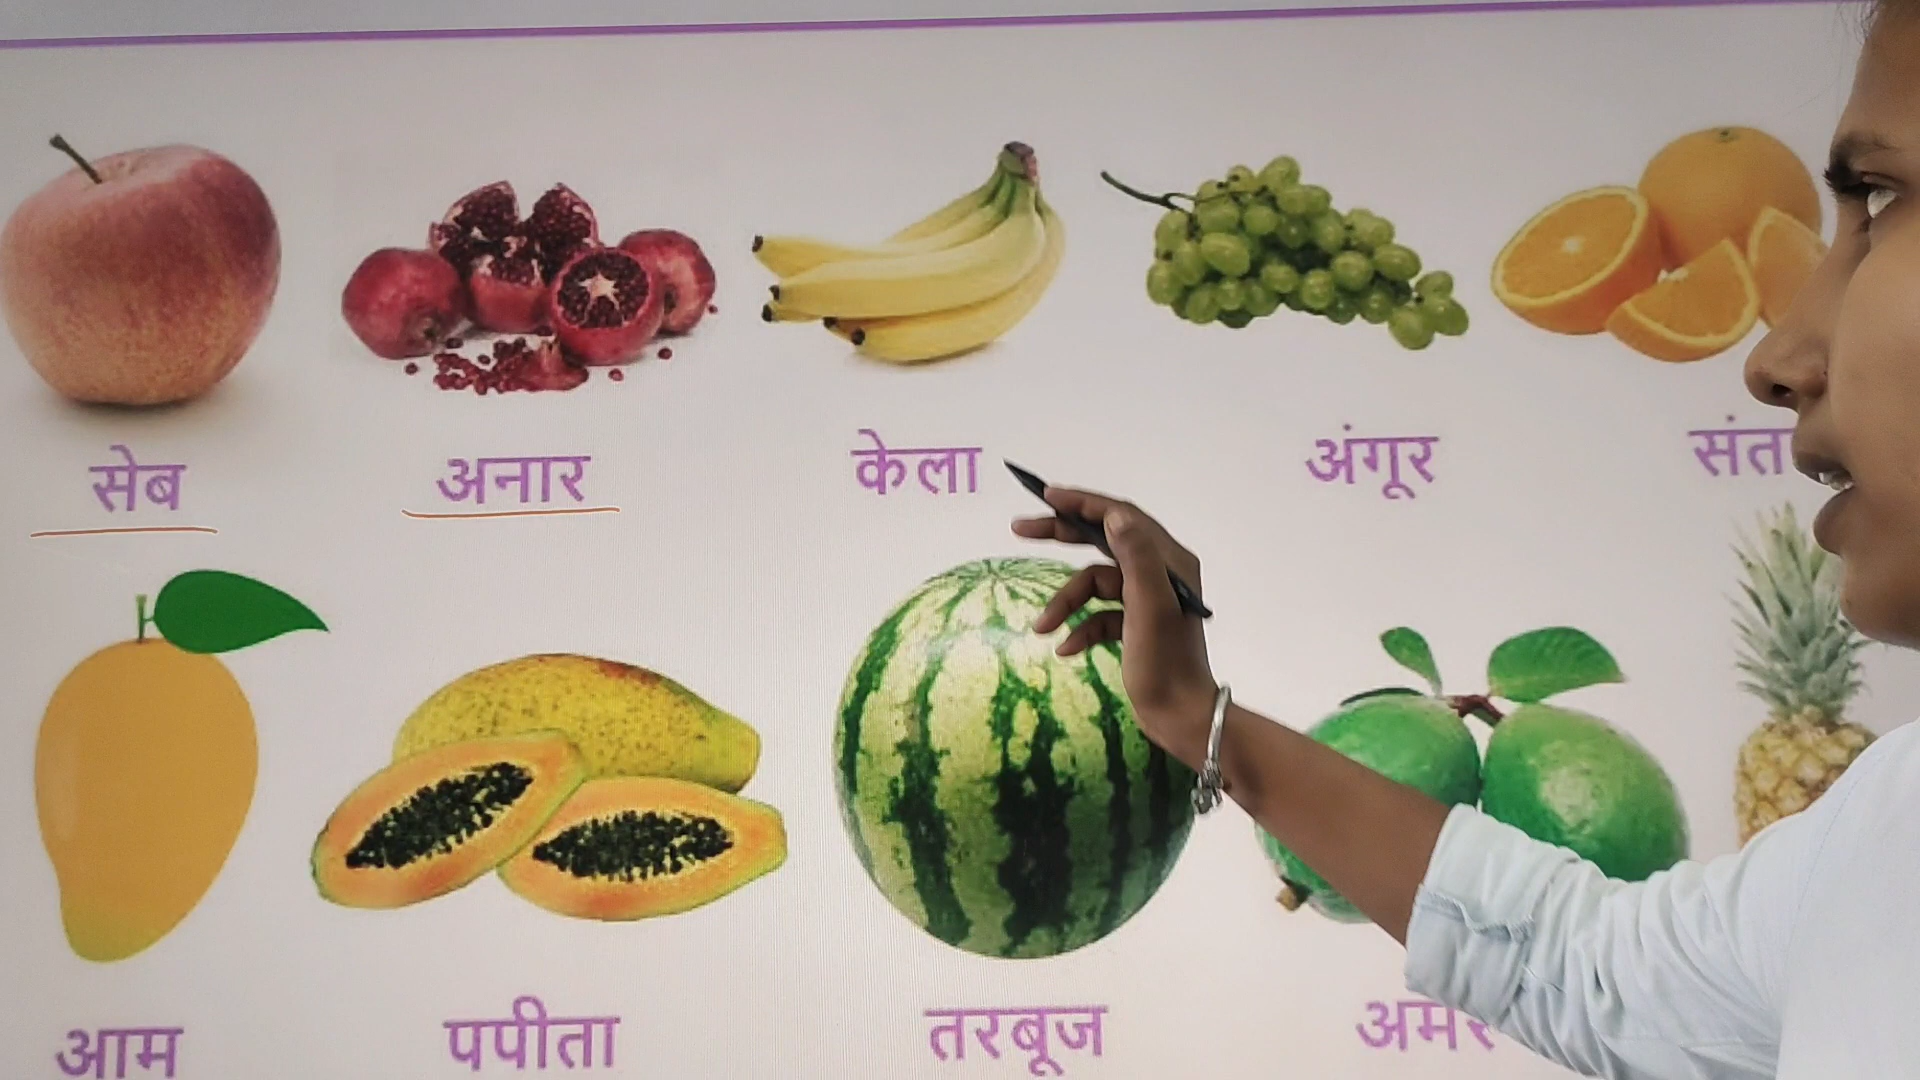 सेब अनार केला अंगूर
आम पपीता तरबूज